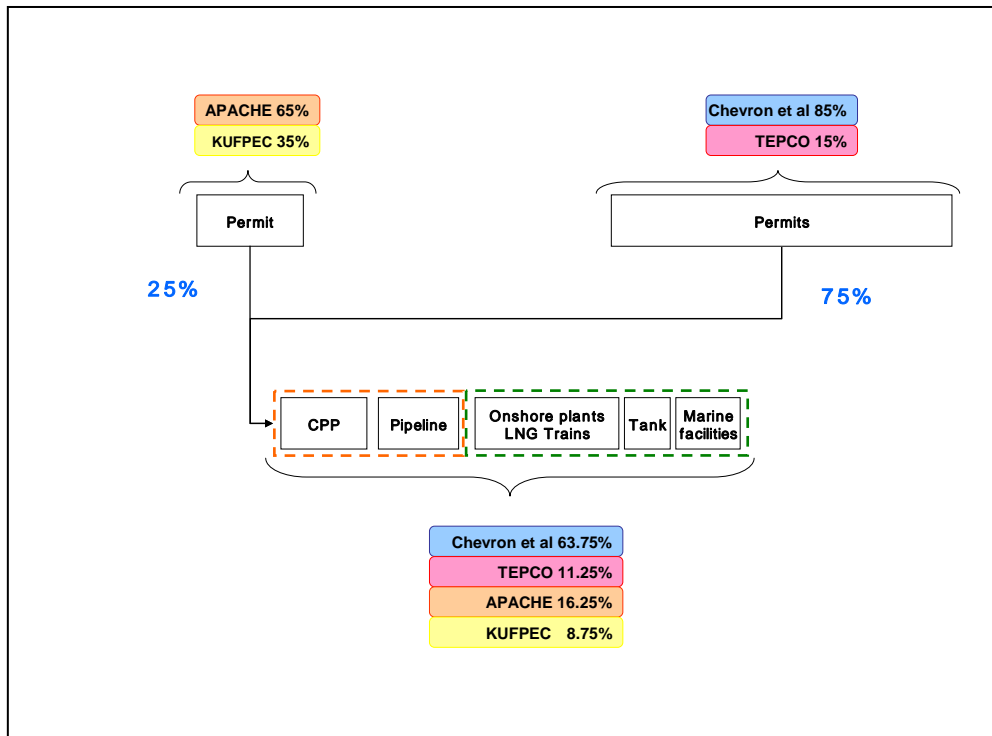 APACHE 65%
KUFPEC 35%
Chevron et al 85%
TEPCO 15%
Permit
Permits
25%
75%
CPP
Pipeline
Onshore plants
LNG Trains
Tank
Marine
facilities
Chevron et al 63.75%
TEPCO 11.25%
APACHE 16.25%
KUFPEC 8.75%